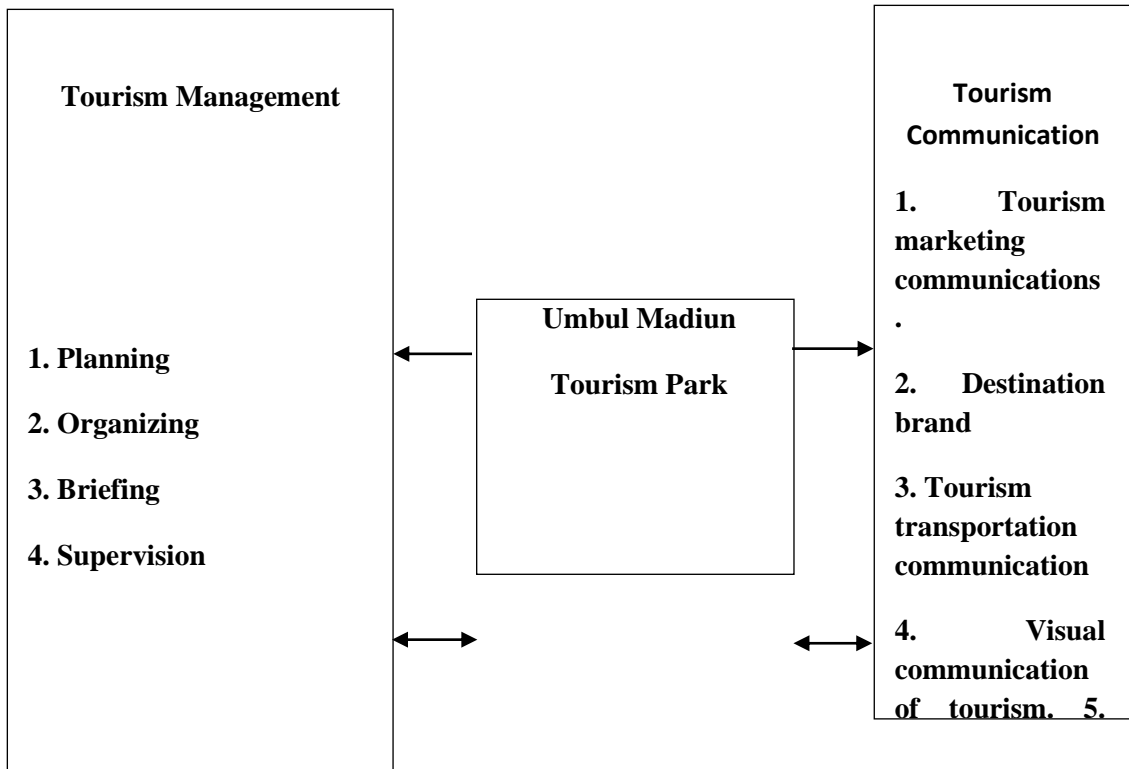 Tourism Management
1. Planning
2. Organizing
3. Briefing
4. Supervision
Umbul Madiun
Tourism Park
Tourism
Communication
1. Tourism
marketing
communications
.
2. Destination
brand
3. Tourism
transportation
communication
4. Visual
communication
of tourism. 5.